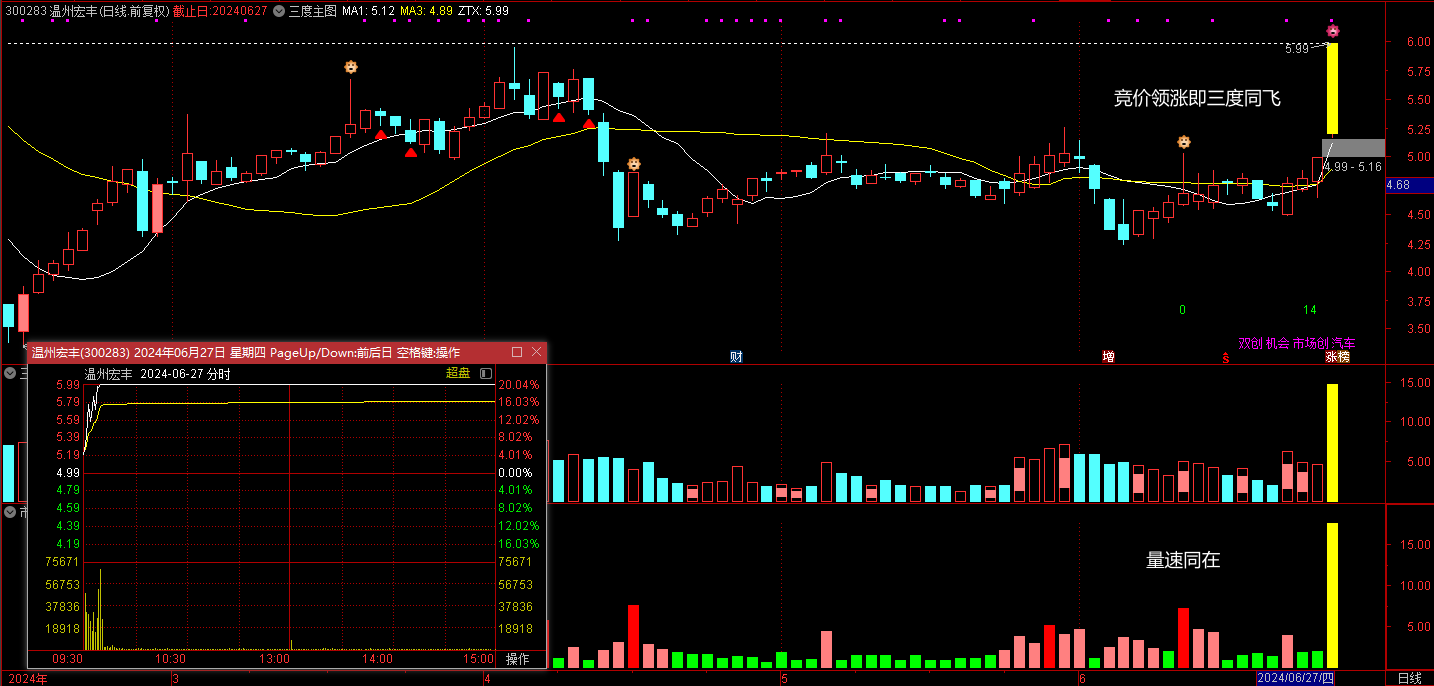 300283 温州宏丰(日线.前复权) 截止日:20240627 三度主图 MA1: 5.12 MA3: 4.89 ZTX: 5.99
6.00
5.99
5.75
竞价领涨即三度同飞
5.50
5.25
5.00
4.99 - 5.16
4.68
4.50
4.25
4.00
3.75
0 14
3.50
双创 机会 市场创 汽车
财 增 $ 涨榜
温州宏丰(300283) 2024年06月27日 星期四 PageUp/Down:前后日 空格键:操作
三
温州宏丰 2024-06-27 分时 超盘
5.99 20.04%
5.79 16.03%
5.59 12.02%
5.39 8.02%
5.19 4.01%
4.99 0.00%
4.79 4.01%
4.59 8.02%
4.39 12.02%
4.19 16.03%
75671 75671
56753 56753
37836 37836
18918 18918
09:30 10:30 13:00 14:00 15:00 操作
15.00
10.00
5.00
市
量速同在
15.00
10.00
5.00
2024年 3 4 5 6 2024/06/27/四 日线